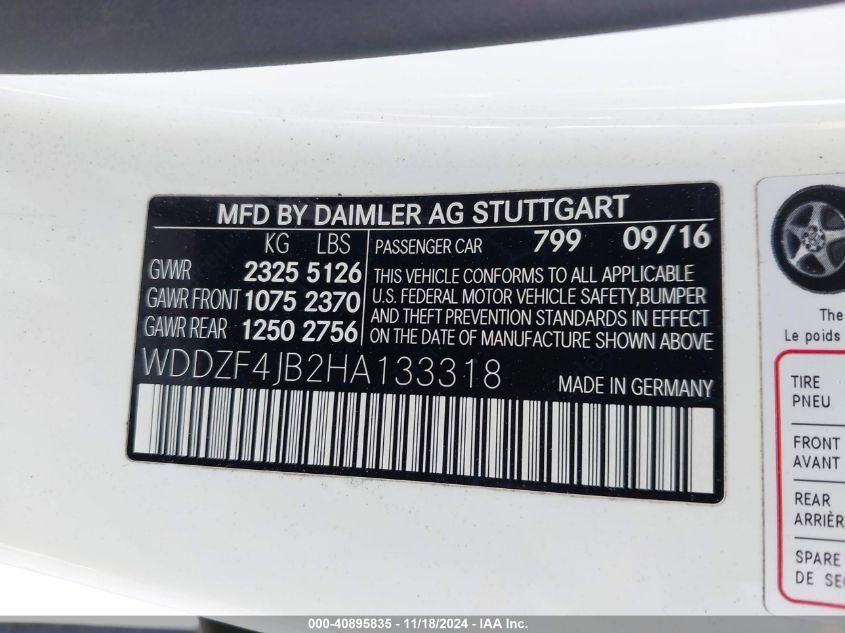 MFD BY DAIMLER AG STUTTGART
KG LBS
GVWR 2325 5126
GAWR FRONT 1075 2370
GAWR REAR 1250 2756
PASSENGER CAR 799 09/16
THIS VEHICLE CONFORMS TO ALL APPLICABLE
U.S. FEDERAL MOTOR VEHICLE SAFETY,BUMPER
AND THEFT PREVENTION STANDARDS IN EFFECT
ON THE DATE OF MANUFACTURE SHOWN ABOVE
WDDZF4JB2HA133318
MADE IN GERMANY
The
Le poids
TIRE
PNEU
FRONT
AVANT
REAR
ARRIÈR
SPARE
DE SEC
000-40895835 - 11/18/2024 - IAA Inc.